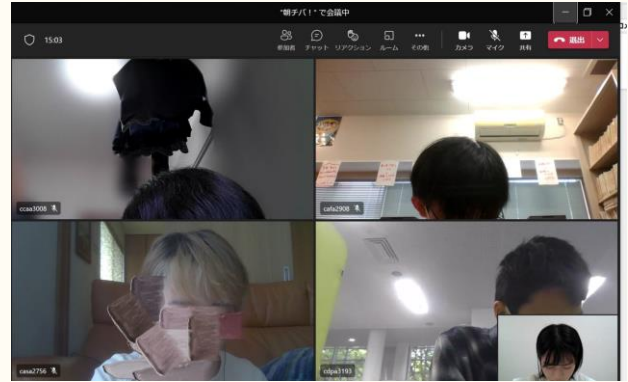 "朝チバ！" で会議中
15:03
参加者 チャット リアクション ルーム その他 カメラ マイク 共有 退出
ccaa3008
cafa2908
casa2756
cdpa3193